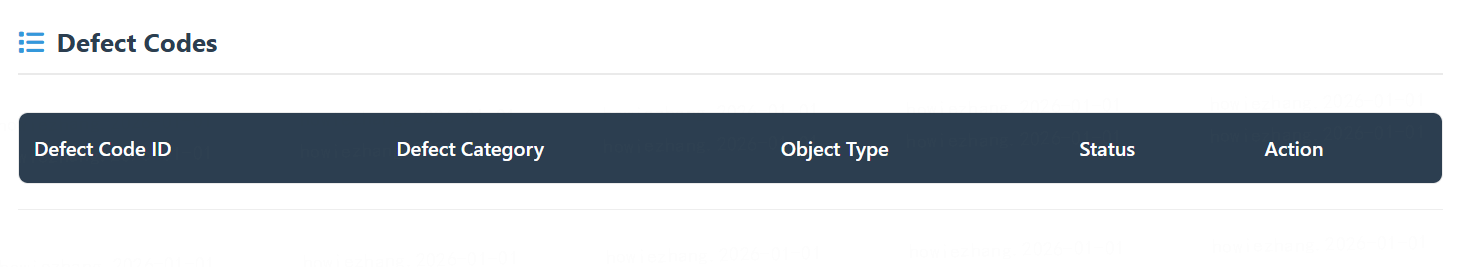 Defect Codes
Defect Code ID Defect Category Object Type Status Action